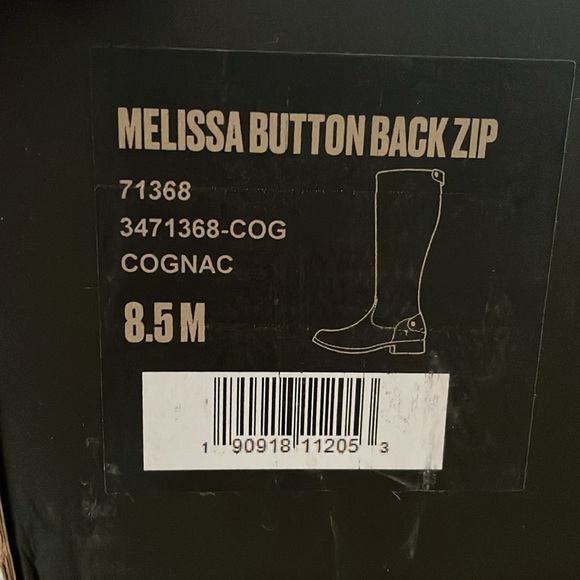 MELISSA BUTTON BACK ZIP
71368
3471368-COG
COGNAC
8.5 M
1 90918 11205 3